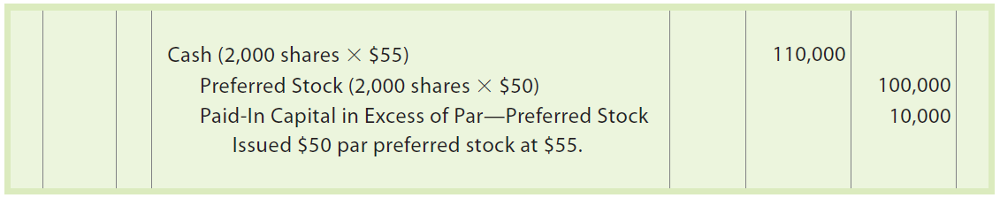 Cash (2,000 shares × $55) 110,000
Preferred Stock (2,000 shares × $50) 100,000
Paid-In Capital in Excess of Par—Preferred Stock 10,000
Issued $50 par preferred stock at $55.